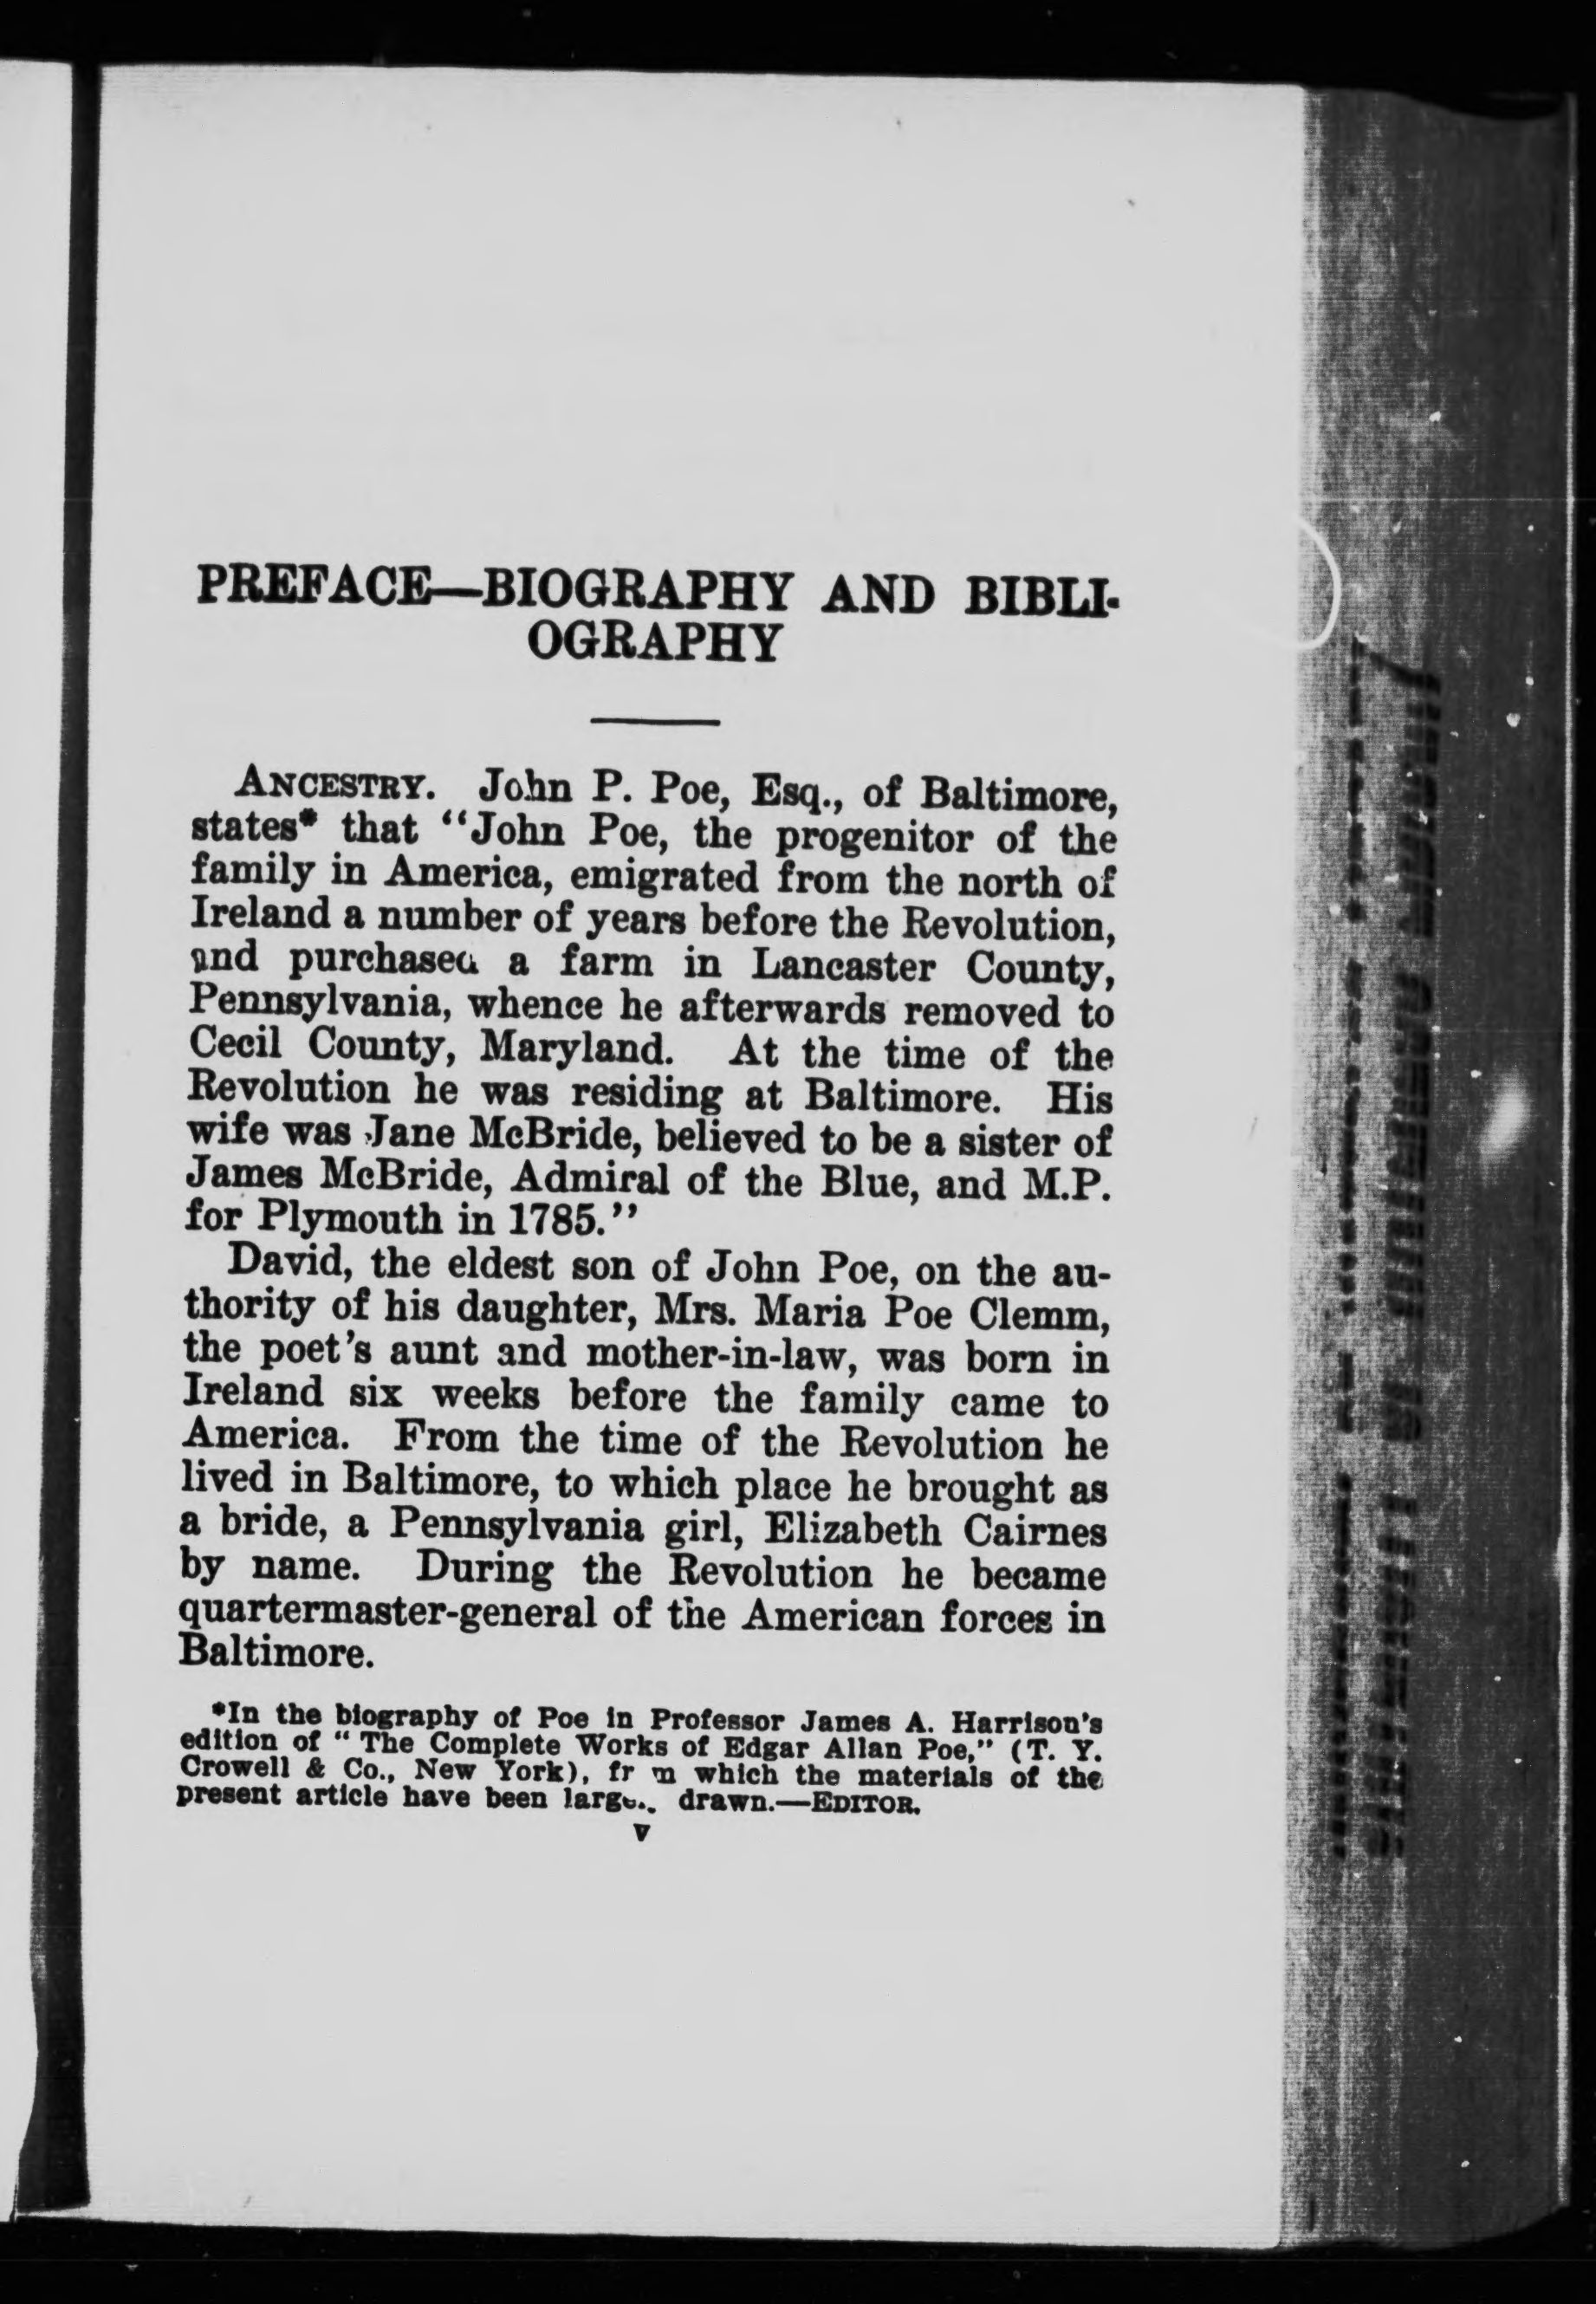 PREFACE—BIOGRAPHY AND BIBLI-
OGRAPHY
ANCESTRY. John P. Poe, Esq., of Baltimore,
states* that "John Poe, the progenitor of the
family in America, emigrated from the north of
Ireland a number of years before the Revolution,
and purchased a farm in Lancaster County,
Pennsylvania, whence he afterwards removed to
Cecil County, Maryland. At the time of the
Revolution he was residing at Baltimore. His
wife was Jane McBride, believed to be a sister of
James McBride, Admiral of the Blue, and M.P.
for Plymouth in 1785."
David, the eldest son of John Poe, on the au-
thority of his daughter, Mrs. Maria Poe Clemm,
the poet's aunt and mother-in-law, was born in
Ireland six weeks before the family came to
America. From the time of the Revolution he
lived in Baltimore, to which place he brought as
a bride, a Pennsylvania girl, Elizabeth Cairnes
by name. During the Revolution he became
quartermaster-general of the American forces in
Baltimore.
*In the biography of Poe in Professor James A. Harrison's
edition of "The Complete Works of Edgar Allan Poe," (T. Y.
Crowell & Co., New York), fr m which the materials of the
present article have been drawn.—EDITOR.
v